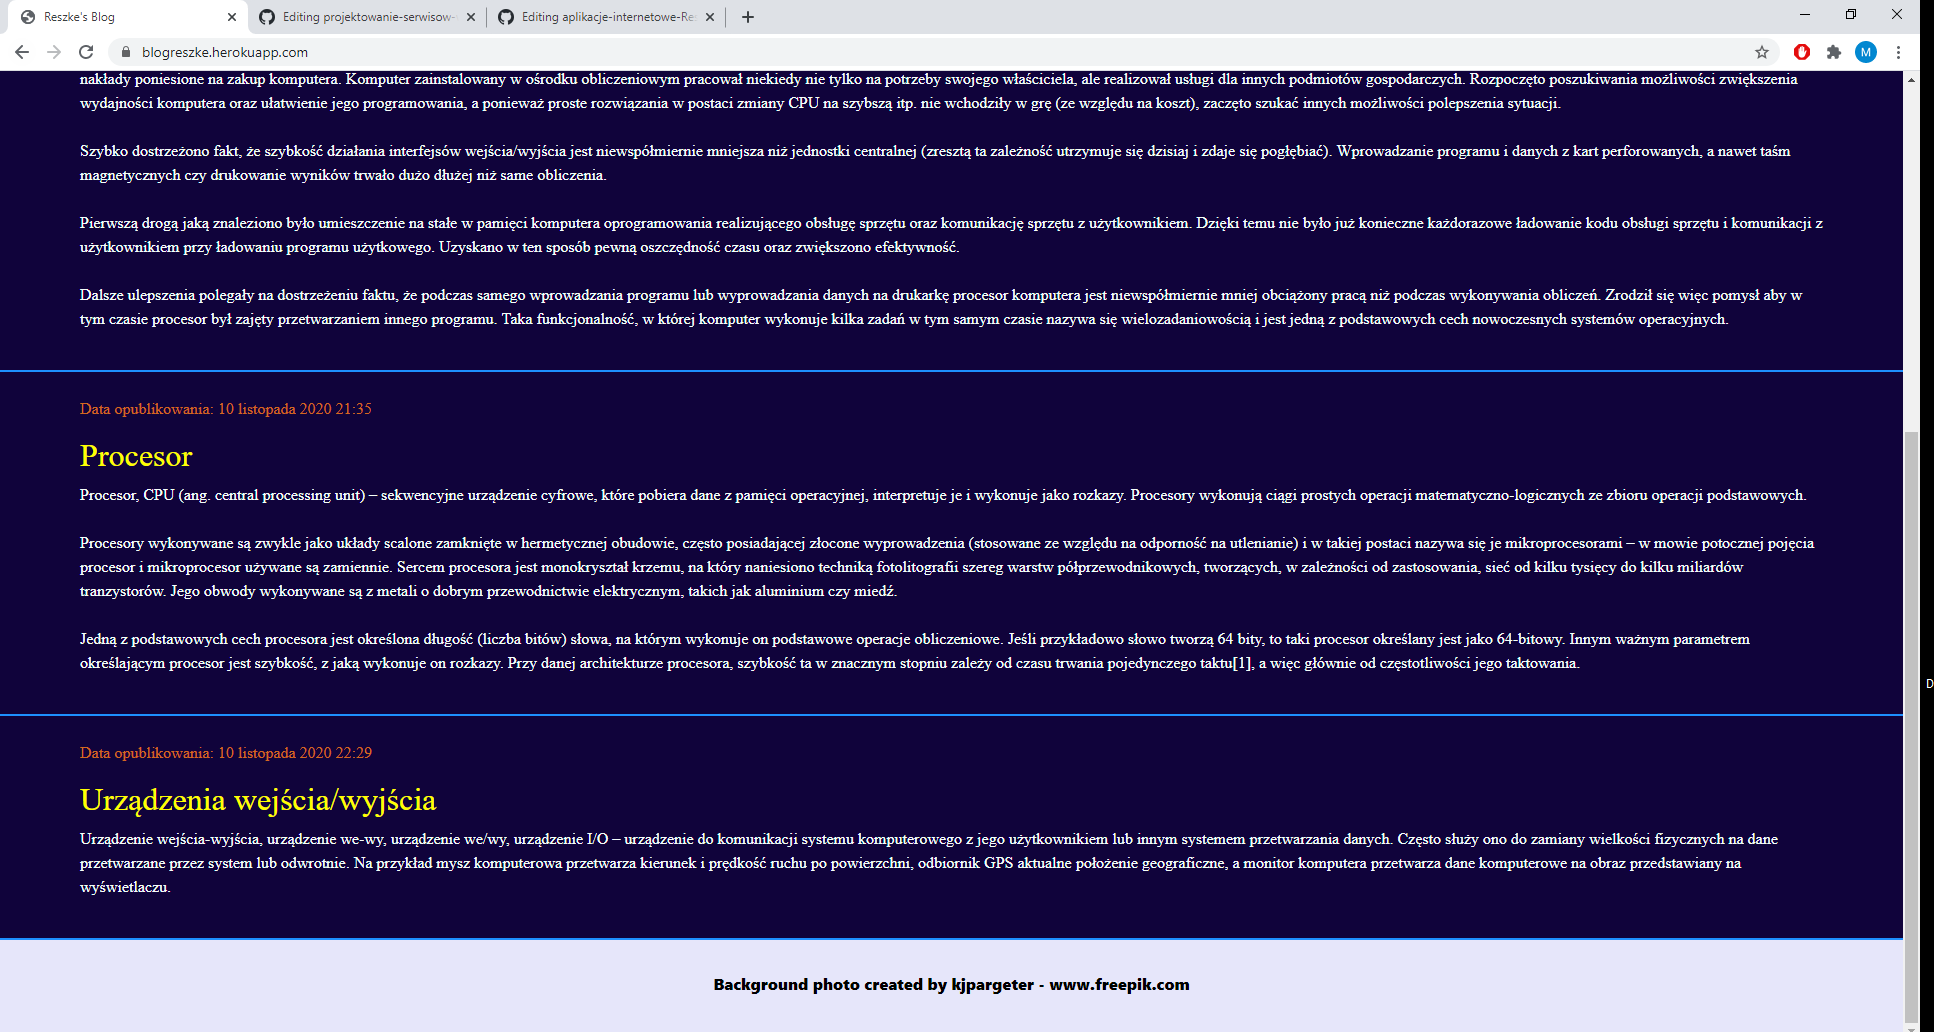 Reszke's Blog
Editing projektowanie-serwisow-
Editing aplikacje-internetowe-Re
blogreszke.herokuapp.com
M
nakłady poniesione na zakup komputera. Komputer zainstalowany w ośrodku obliczeniowym pracował niekiedy nie tylko na potrzeby swojego właściciela, ale realizował usługi dla innych podmiotów gospodarczych. Rozpoczęto poszukiwania możliwości zwiększenia
wydajności komputera oraz ułatwienie jego programowania, a ponieważ proste rozwiązania w postaci zmiany CPU na szybszą itp. nie wchodziły w grę (ze względu na koszt), zaczęto szukać innych możliwości polepszenia sytuacji.
Szybko dostrzeżono fakt, że szybkość działania interfejsów wejścia/wyjścia jest niewspółmiernie mniejsza niż jednostki centralnej (zresztą ta zależność utrzymuje się dzisiaj i zdaje się pogłębiać). Wprowadzanie programu i danych z kart perforowanych, a nawet taśm
magnetycznych czy drukowanie wyników trwało dużo dłużej niż same obliczenia.
Pierwszą drogą jaką znaleziono było umieszczenie na stałe w pamięci komputera oprogramowania realizującego obsługę sprzętu oraz komunikację sprzętu z użytkownikiem. Dzięki temu nie było już konieczne każdorazowe ładowanie kodu obsługi sprzętu i komunikacji z
użytkownikiem przy ładowaniu programu użytkowego. Uzyskano w ten sposób pewną oszczędność czasu oraz zwiększono efektywność.
Dalsze ulepszenia polegały na dostrzeżeniu faktu, że podczas samego wprowadzania programu lub wyprowadzania danych na drukarkę procesor komputera jest niewspółmiernie mniej obciążony pracą niż podczas wykonywania obliczeń. Zrodził się więc pomysł aby w
tym czasie procesor był zajęty przetwarzaniem innego programu. Taka funkcjonalność, w której komputer wykonuje kilka zadań w tym samym czasie nazywa się wielozadaniowością i jest jedną z podstawowych cech nowoczesnych systemów operacyjnych.
Data opublikowania: 10 listopada 2020 21:35
Procesor
Procesor, CPU (ang. central processing unit) – sekwencyjne urządzenie cyfrowe, które pobiera dane z pamięci operacyjnej, interpretuje je i wykonuje jako rozkazy. Procesory wykonują ciągi prostych operacji matematyczno-logicznych ze zbioru operacji podstawowych.
Procesory wykonywane są zwykle jako układy scalone zamknięte w hermetycznej obudowie, często posiadającej złocone wyprowadzenia (stosowane ze względu na odporność na utlenianie) i w takiej postaci nazywa się je mikroprocesorami – w mowie potocznej pojęcia
procesor i mikroprocesor używane są zamiennie. Sercem procesora jest monokryształ krzemu, na który naniesiono techniką fotolitografii szereg warstw półprzewodnikowych, tworzących, w zależności od zastosowania, sieć od kilku tysięcy do kilku miliardów
tranzystorów. Jego obwody wykonywane są z metali o dobrym przewodnictwie elektrycznym, takich jak aluminium czy miedź.
Jedną z podstawowych cech procesora jest określona długość (liczba bitów) słowa, na którym wykonuje on podstawowe operacje obliczeniowe. Jeśli przykładowo słowo tworzą 64 bity, to taki procesor określany jest jako 64-bitowy. Innym ważnym parametrem
określającym procesor jest szybkość, z jaką wykonuje on rozkazy. Przy danej architekturze procesora, szybkość ta w znacznym stopniu zależy od czasu trwania pojedynczego taktu[1], a więc głównie od częstotliwości jego taktowania.
D
Data opublikowania: 10 listopada 2020 22:29
Urządzenia wejścia/wyjścia
Urządzenie wejścia-wyjścia, urządzenie we-wy, urządzenie we/wy, urządzenie I/O – urządzenie do komunikacji systemu komputerowego z jego użytkownikiem lub innym systemem przetwarzania danych. Często służy ono do zamiany wielkości fizycznych na dane
przetwarzane przez system lub odwrotnie. Na przykład mysz komputerowa przetwarza kierunek i prędkość ruchu po powierzchni, odbiornik GPS aktualne położenie geograficzne, a monitor komputera przetwarza dane komputerowe na obraz przedstawiany na
wyświetlaczu.
Background photo created by kjpargeter - www.freepik.com